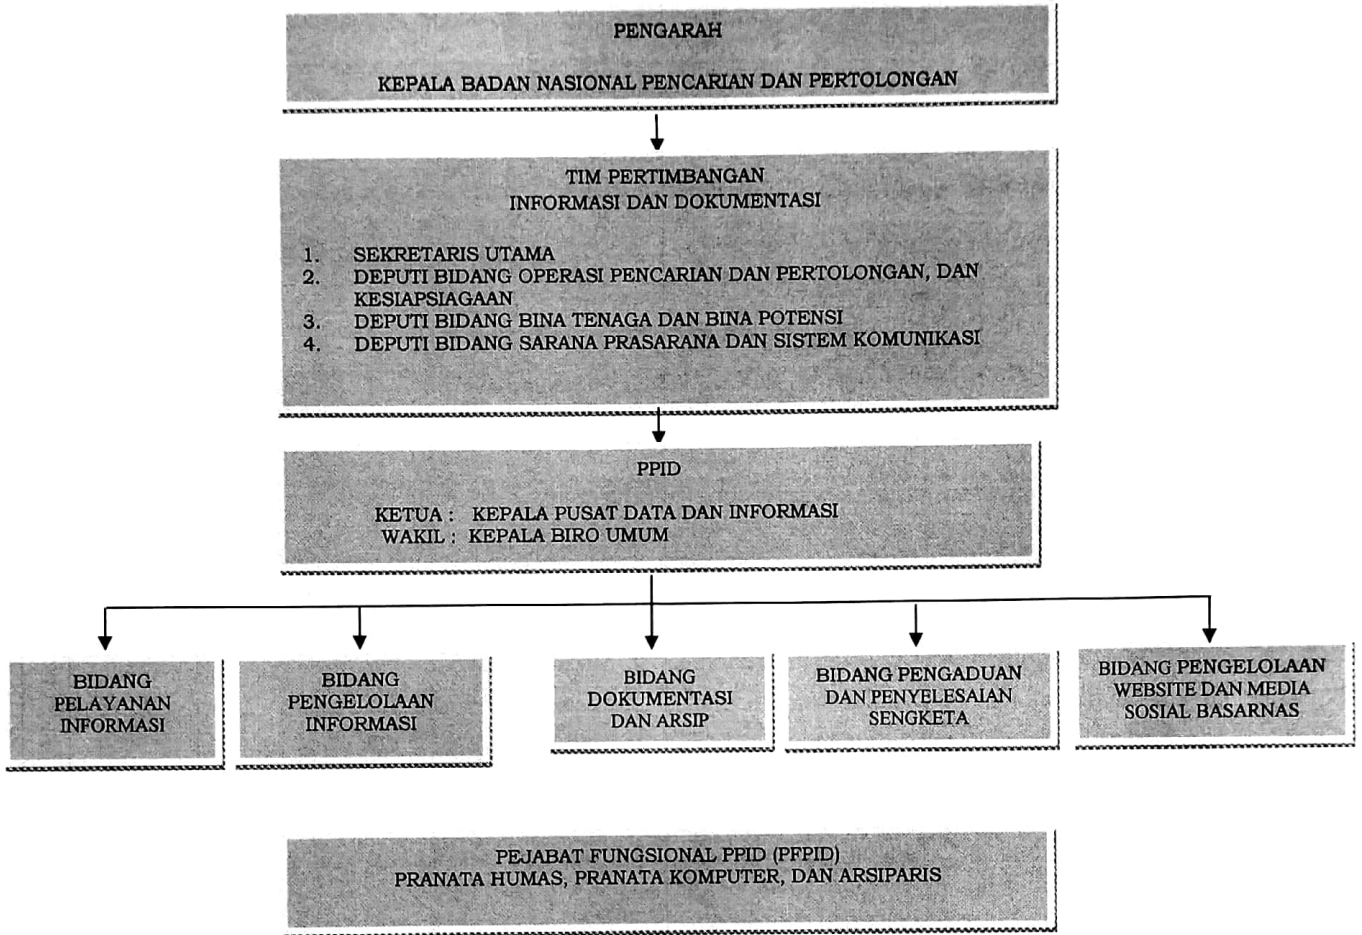 PENGARAH
KEPALA BADAN NASIONAL PENCARIAN DAN PERTOLONGAN
TIM PERTIMBANGAN
INFORMASI DAN DOKUMENTASI
1. SEKRETARIS UTAMA
2. DEPUTI BIDANG OPERASI PENCARIAN DAN PERTOLONGAN, DAN
KESIAPSIAGAAN
3. DEPUTI BIDANG BINA TENAGA DAN BINA POTENSI
4. DEPUTI BIDANG SARANA PRASARANA DAN SISTEM KOMUNIKASI
PPID
KETUA : KEPALA PUSAT DATA DAN INFORMASI
WAKIL : KEPALA BIRO UMUM
BIDANG
PELAYANAN
INFORMASI
BIDANG
PENGELOLAAN
INFORMASI
BIDANG
DOKUMENTASI
DAN ARSIP
BIDANG PENGADUAN
DAN PENYELESAIAN
SENGKETA
BIDANG PENGELOLAAN
WEBSITE DAN MEDIA
SOSIAL BASARNAS
PEJABAT FUNGSIONAL PPID (PFPID)
PRANATA HUMAS, PRANATA KOMPUTER, DAN ARSIPARIS